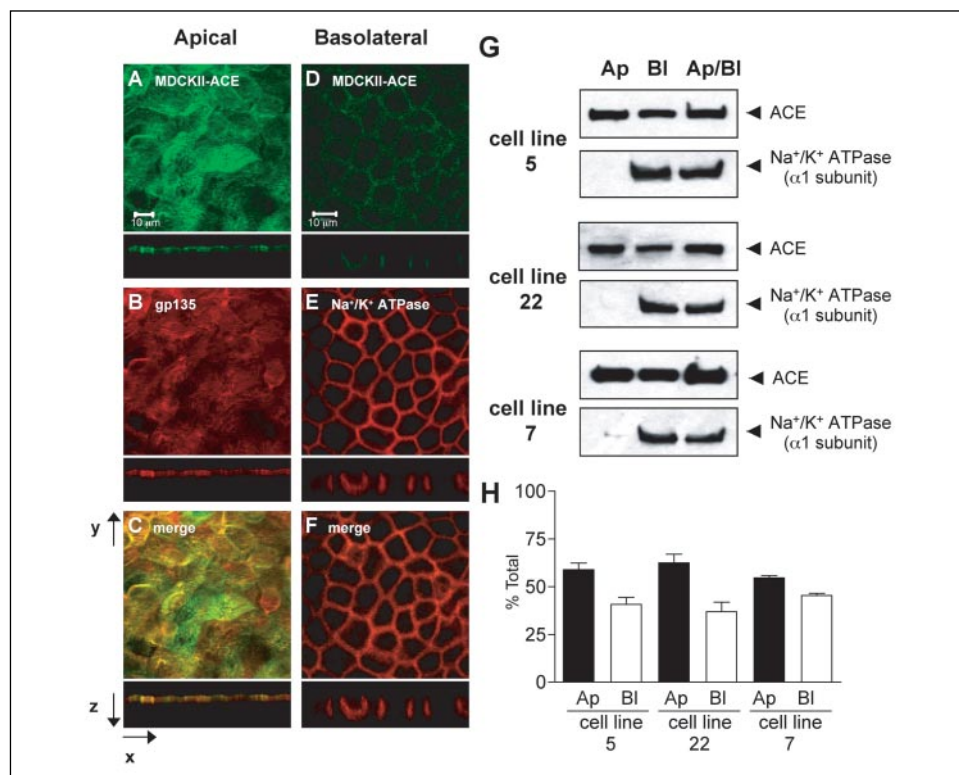 Apical
Basolateral
A MDCKII-ACE
10 µm
D MDCKII-ACE
10 µm
B gp135
E Na⁺/K⁺ ATPase
y
C merge
F merge
z
x
G
Ap Bl Ap/Bl
cell line
5
ACE
Na⁺/K⁺ ATPase
(α1 subunit)
cell line
22
ACE
Na⁺/K⁺ ATPase
(α1 subunit)
cell line
7
ACE
Na⁺/K⁺ ATPase
(α1 subunit)
H
% Total
100
75
50
25
0
Ap Bl Ap Bl Ap Bl
cell line cell line cell line
5 22 7